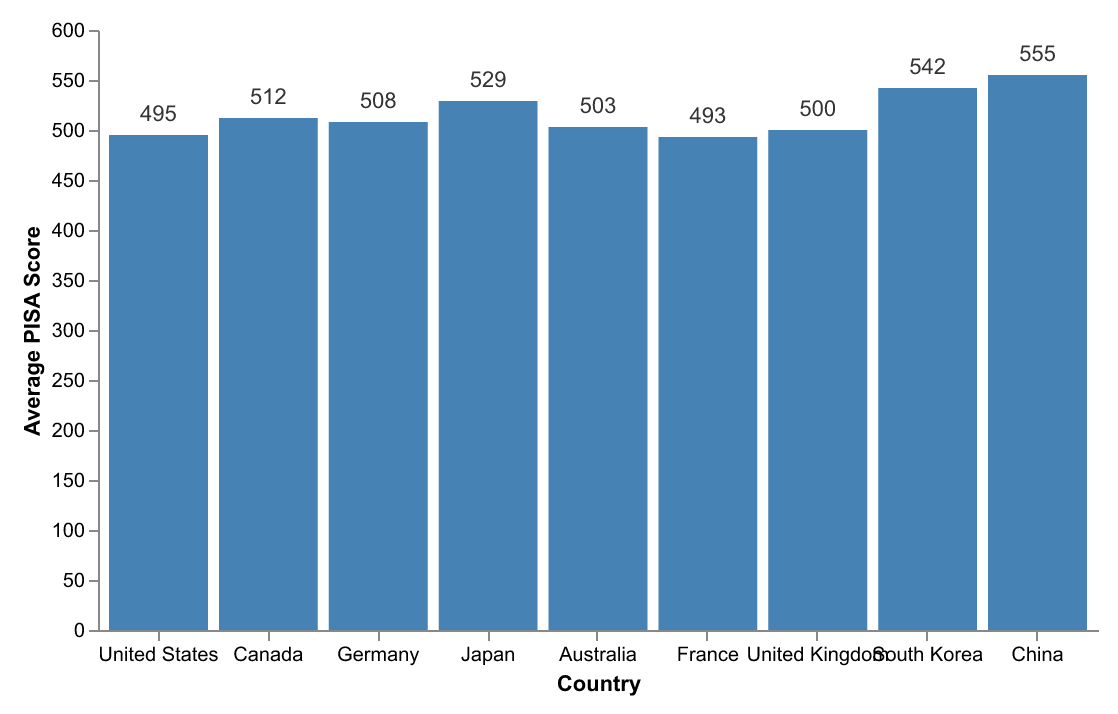 600
550
500
450
400
350
300
250
200
150
100
50
0
Average PISA Score
495
512
508
529
503
493
500
542
555
United States
Canada
Germany
Japan
Australia
France
United Kingdom
South Korea
China
Country